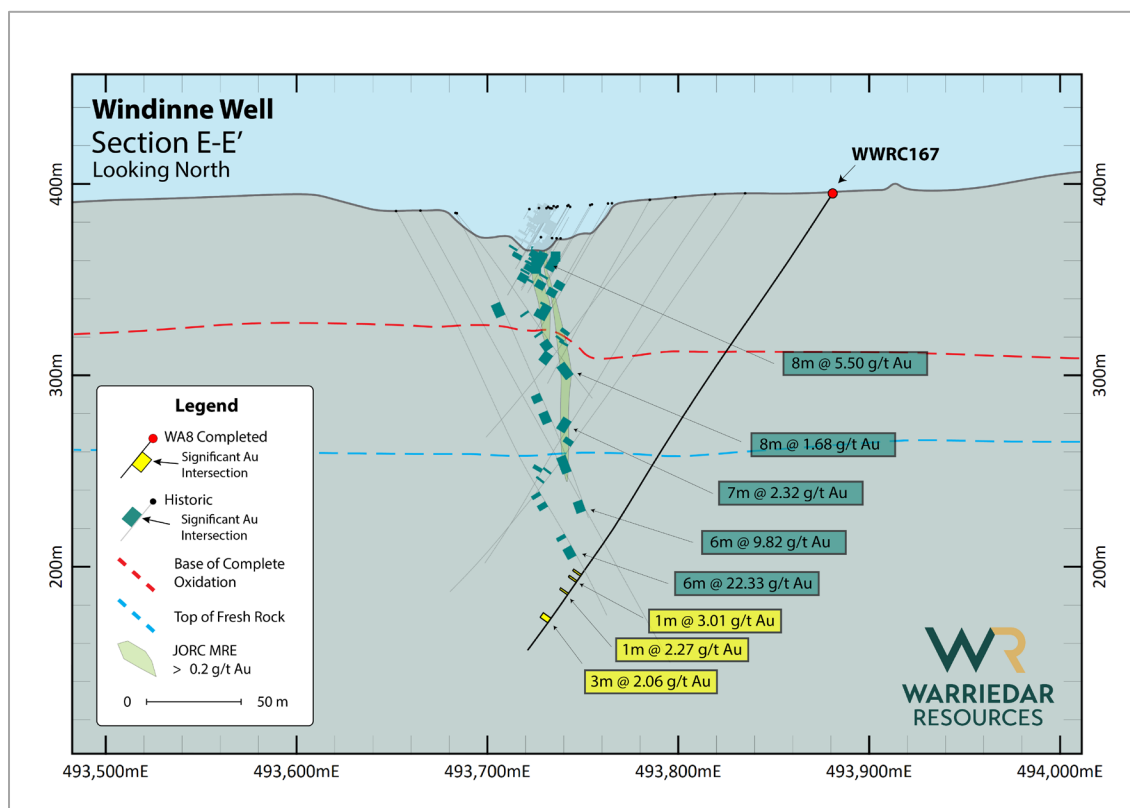 Windinne Well
Section E-E’
Looking North
WWRC167
400m
400m
300m
300m
200m
200m
8m @ 5.50 g/t Au
8m @ 1.68 g/t Au
7m @ 2.32 g/t Au
6m @ 9.82 g/t Au
6m @ 22.33 g/t Au
1m @ 3.01 g/t Au
1m @ 2.27 g/t Au
3m @ 2.06 g/t Au
Legend
WA8 Completed
Significant Au
Intersection
Historic
Significant Au
Intersection
Base of Complete
Oxidation
Top of Fresh Rock
JORC MRE
> 0.2 g/t Au
0 50 m
WR
WARRIEDAR
RESOURCES
493,500mE 493,600mE 493,700mE 493,800mE 493,900mE 494,000mE